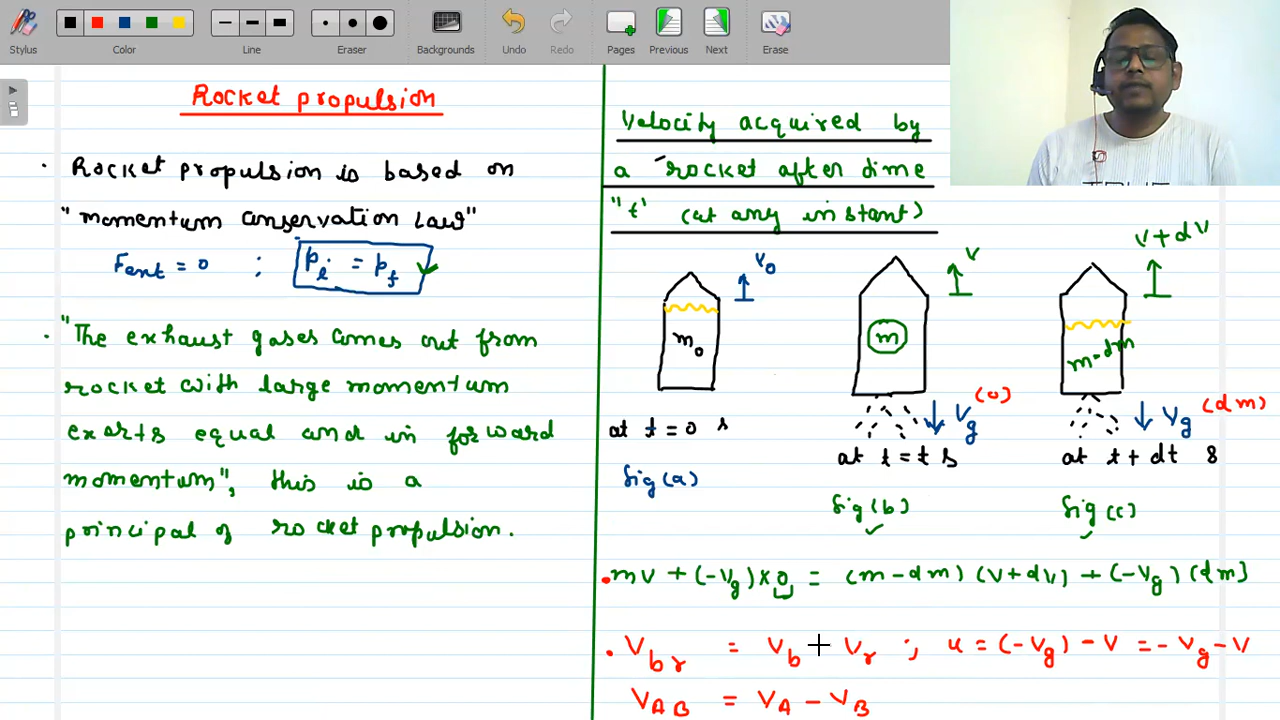 Stylus
Color
Line
Eraser
Backgrounds
Undo
Redo
Pages
Previous
Next
Erase
Rocket propulsion
• Rocket propulsion is based on
"momentum conservation law"
Fext = 0 ; pi = pf ✓
• "The exhaust gases comes out from
rocket with large momentum
exerts equal and in forward
momentum", this is a
principal of rocket propulsion.
Velocity acquired by
a rocket after time
"t" (at any instant)
V0
m0
at t = 0 s
fig(a)
V
m
Vg (0)
at t = t s
fig(b)
✓
V + dV
m-dm
Vg (dm)
at t + dt s
fig(c)
✓
• mV + (-Vg) x 0 = (m-dm) (V+dV) + (-Vg) (dm)
• Vbr = Vb + Vr ; u = (-Vg) - V = - Vg - V
VAB = VA - VB